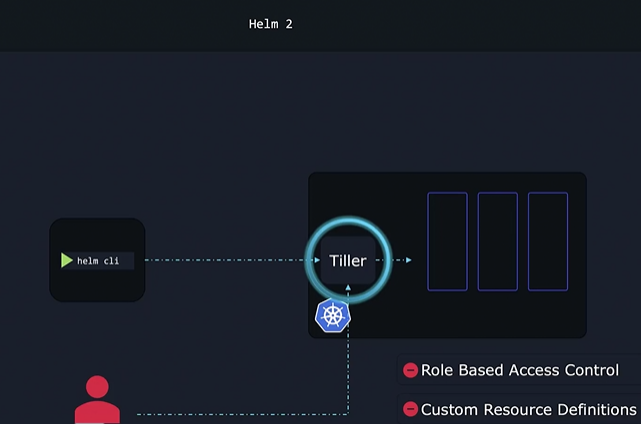 Helm 2
helm cli
Tiller
Role Based Access Control
Custom Resource Definitions